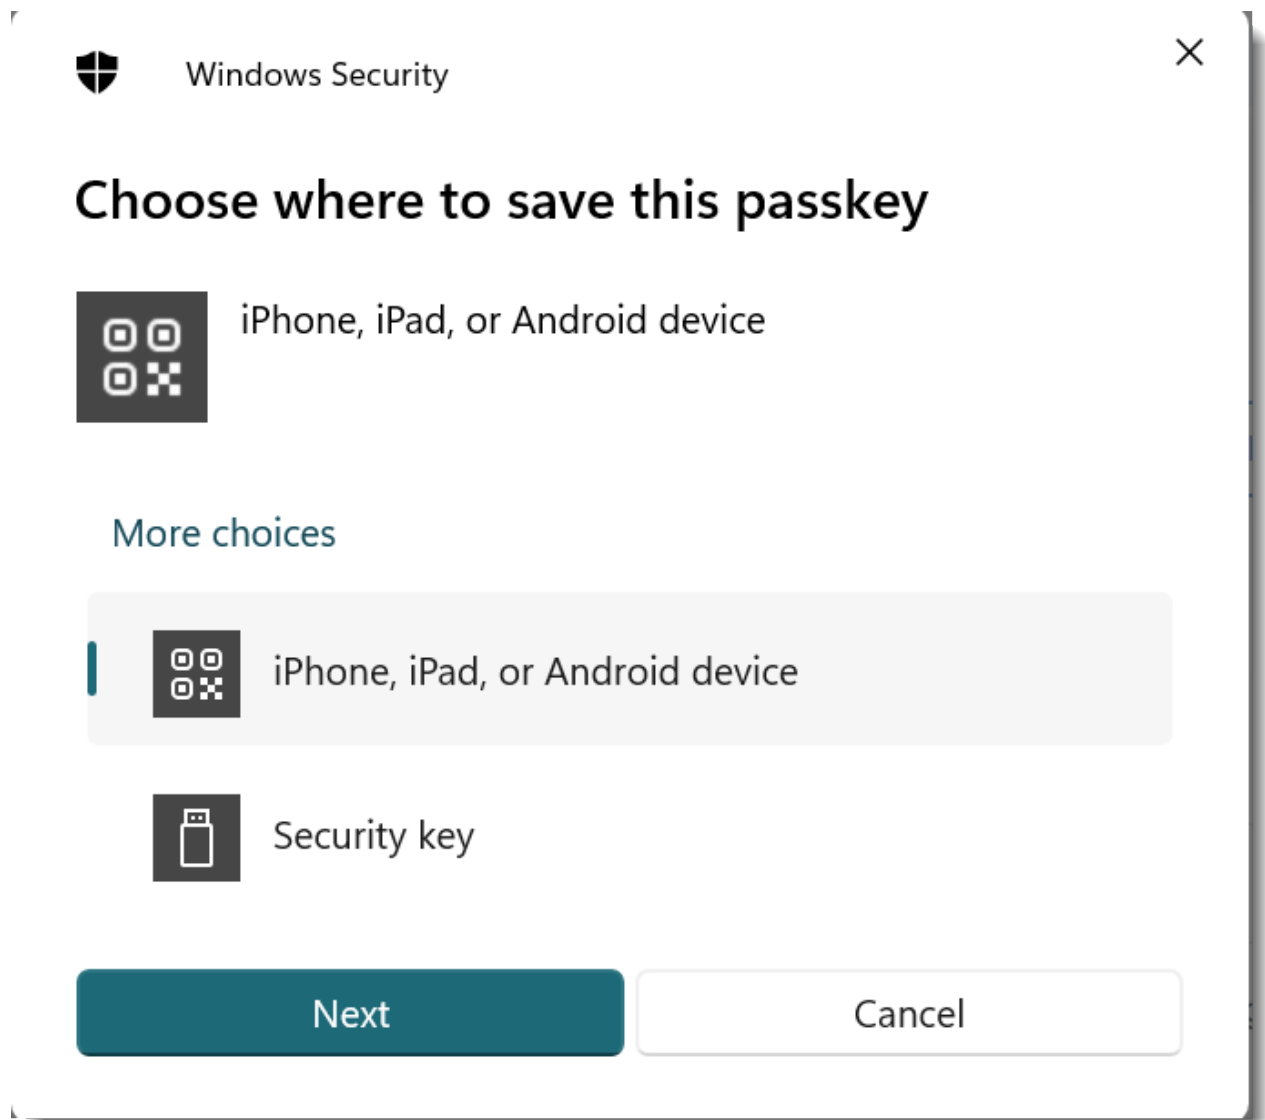 Windows Security
Choose where to save this passkey
iPhone, iPad, or Android device
More choices
iPhone, iPad, or Android device
Security key
Next
Cancel